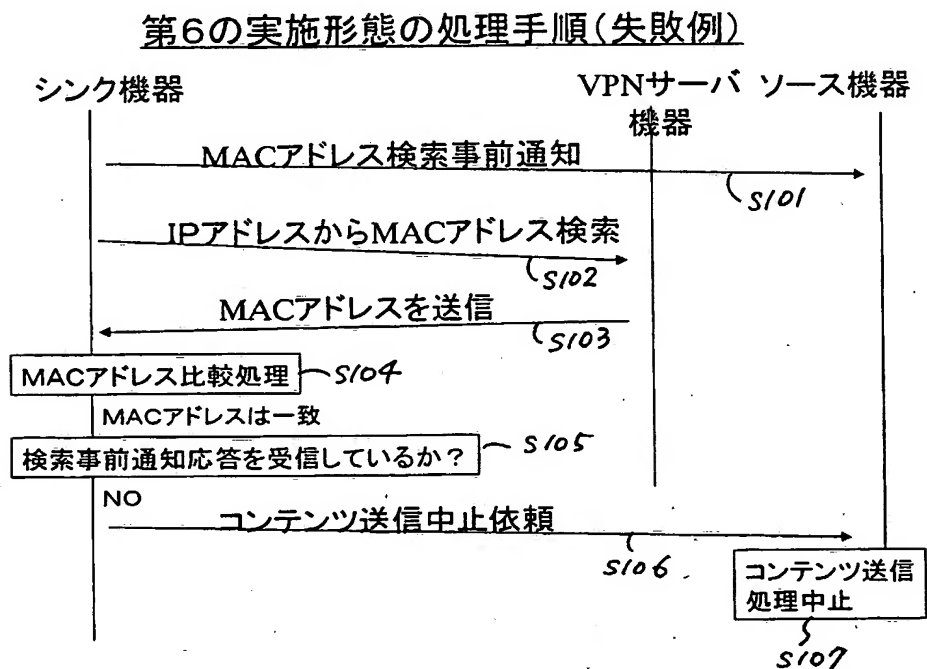 第6の実施形態の処理手順(失敗例)
シンク機器
VPNサーバ
機器
ソース機器
MACアドレス検索事前通知
S101
IPアドレスからMACアドレス検索
S102
MACアドレスを送信
S103
MACアドレス比較処理
S104
MACアドレスは一致
検索事前通知応答を受信しているか?
S105
NO
コンテンツ送信中止依頼
S106
コンテンツ送信
処理中止
S107